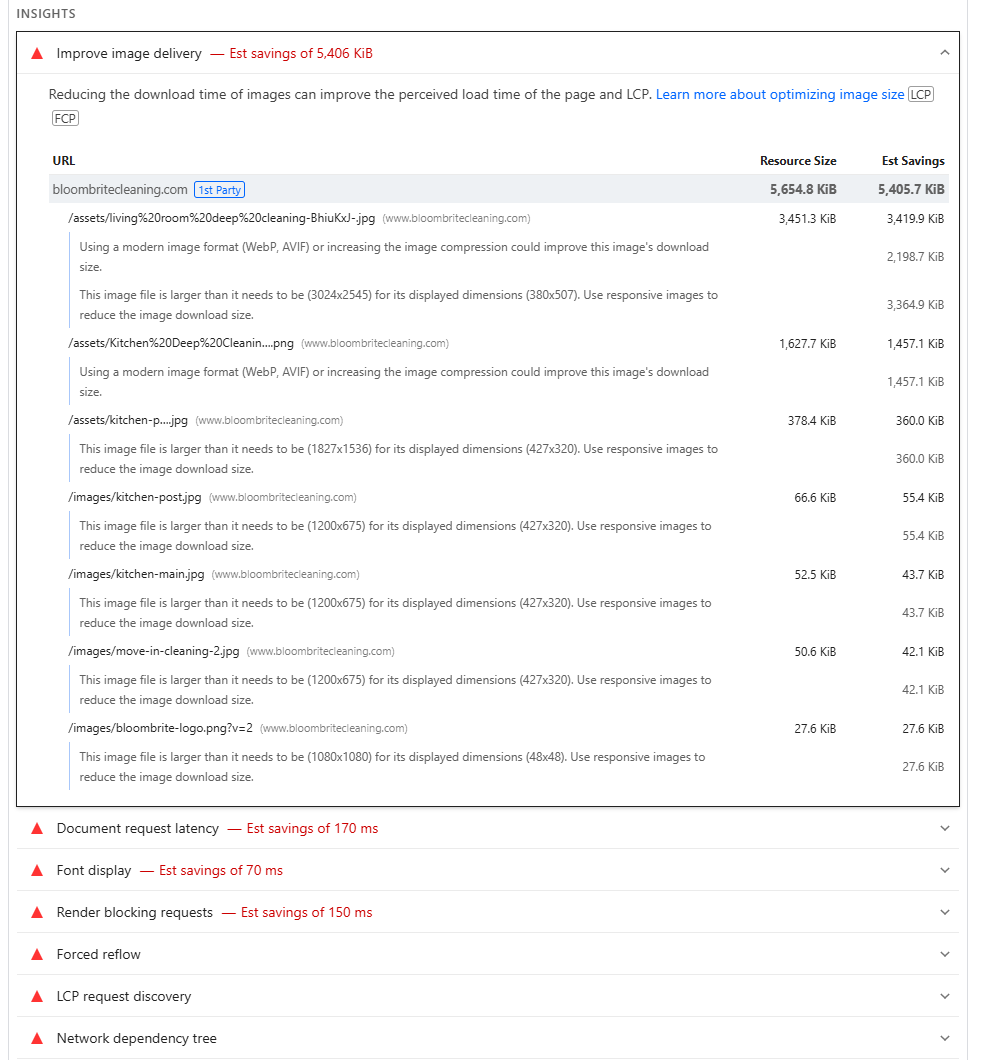 INSIGHTS
Improve image delivery — Est savings of 5,406 KiB
Reducing the download time of images can improve the perceived load time of the page and LCP. Learn more about optimizing image size LCP
FCP
URL Resource Size Est Savings
bloombritecleaning.com 1st Party 5,654.8 KiB 5,405.7 KiB
/assets/living%20room%20deep%20cleaning-BhiuKxJ-.jpg (www.bloombritecleaning.com) 3,451.3 KiB 3,419.9 KiB
Using a modern image format (WebP, AVIF) or increasing the image compression could improve this image's download
size. 2,198.7 KiB
This image file is larger than it needs to be (3024x2545) for its displayed dimensions (380x507). Use responsive images to
reduce the image download size. 3,364.9 KiB
/assets/Kitchen%20Deep%20Cleanin....png (www.bloombritecleaning.com) 1,627.7 KiB 1,457.1 KiB
Using a modern image format (WebP, AVIF) or increasing the image compression could improve this image's download
size. 1,457.1 KiB
/assets/kitchen-p....jpg (www.bloombritecleaning.com) 378.4 KiB 360.0 KiB
This image file is larger than it needs to be (1827x1536) for its displayed dimensions (427x320). Use responsive images to
reduce the image download size. 360.0 KiB
/images/kitchen-post.jpg (www.bloombritecleaning.com) 66.6 KiB 55.4 KiB
This image file is larger than it needs to be (1200x675) for its displayed dimensions (427x320). Use responsive images to
reduce the image download size. 55.4 KiB
/images/kitchen-main.jpg (www.bloombritecleaning.com) 52.5 KiB 43.7 KiB
This image file is larger than it needs to be (1200x675) for its displayed dimensions (427x320). Use responsive images to
reduce the image download size. 43.7 KiB
/images/move-in-cleaning-2.jpg (www.bloombritecleaning.com) 50.6 KiB 42.1 KiB
This image file is larger than it needs to be (1200x675) for its displayed dimensions (427x320). Use responsive images to
reduce the image download size. 42.1 KiB
/images/bloombrite-logo.png?v=2 (www.bloombritecleaning.com) 27.6 KiB 27.6 KiB
This image file is larger than it needs to be (1080x1080) for its displayed dimensions (48x48). Use responsive images to
reduce the image download size. 27.6 KiB
Document request latency — Est savings of 170 ms
Font display — Est savings of 70 ms
Render blocking requests — Est savings of 150 ms
Forced reflow
LCP request discovery
Network dependency tree